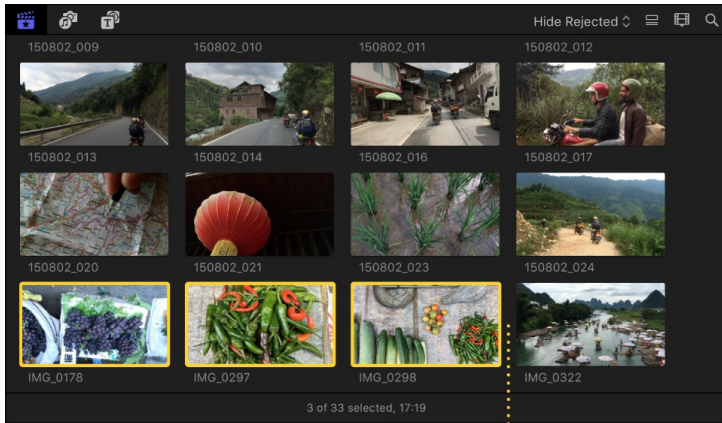 Hide Rejected
150802_009 150802_010 150802_011 150802_012
150802_013 150802_014 150802_016 150802_017
150802_020 150802_021 150802_023 150802_024
IMG_0178 IMG_0297 IMG_0298 IMG_0322
3 of 33 selected, 17:19